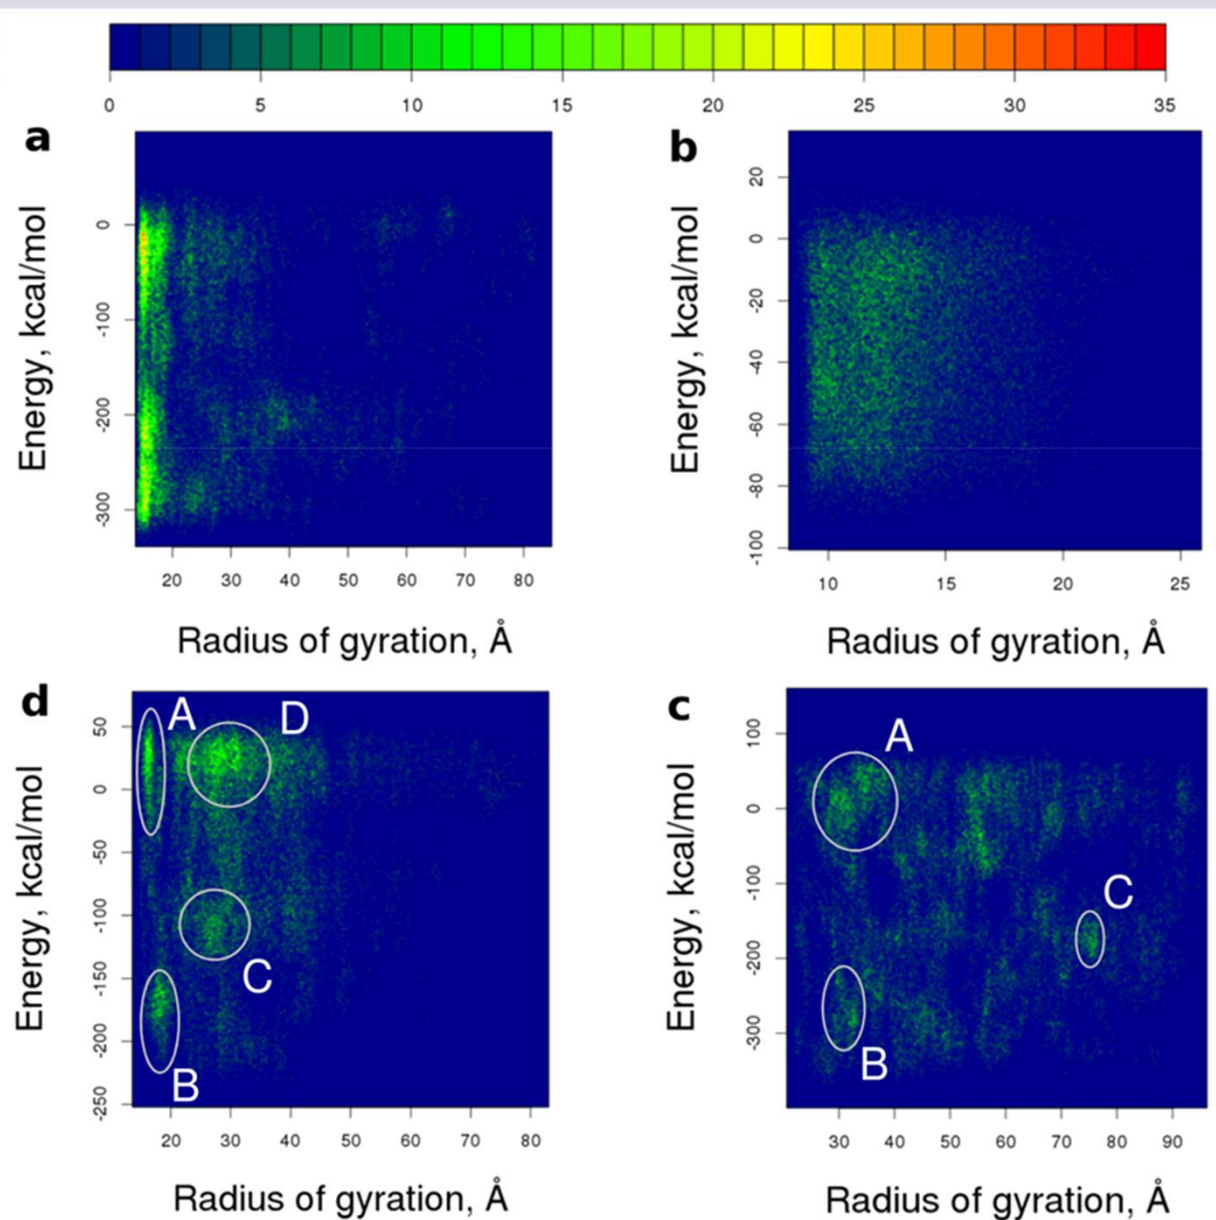 0 5 10 15 20 25 30 35
a
Energy, kcal/mol
0
-100
-200
-300
20 30 40 50 60 70 80
Radius of gyration, Å
b
Energy, kcal/mol
20
0
-20
-40
-60
-80
-100
10 15 20 25
Radius of gyration, Å
d
A
D
C
B
Energy, kcal/mol
50
0
-50
-100
-150
-200
-250
20 30 40 50 60 70 80
Radius of gyration, Å
c
A
C
B
Energy, kcal/mol
100
0
-100
-200
-300
30 40 50 60 70 80 90
Radius of gyration, Å